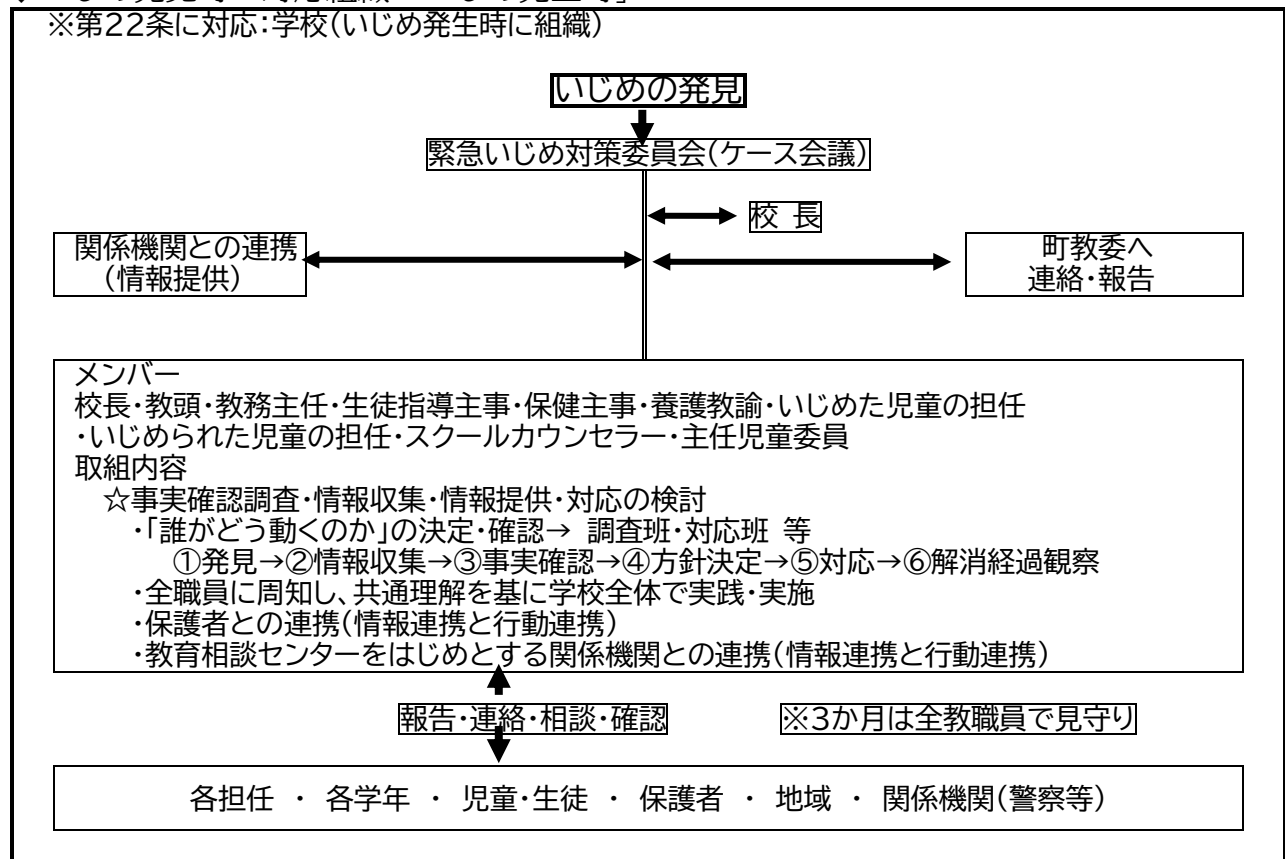 ※第22条に対応：学校（いじめ発生時に組織）
いじめの発見
緊急いじめ対策委員会（ケース会議）
校 長
関係機関との連携
（情報提供）
町教委へ
連絡・報告
メンバー
校長・教頭・教務主任・生徒指導主事・保健主事・養護教諭・いじめた児童の担任
・いじめられた児童の担任・スクールカウンセラー・主任児童委員
取組内容
☆事実確認調査・情報収集・情報提供・対応の検討
・「誰がどう動くのか」の決定・確認→ 調査班・対応班 等
①発見→②情報収集→③事実確認→④方針決定→⑤対応→⑥解消経過観察
・全職員に周知し、共通理解を基に学校全体で実践・実施
・保護者との連携（情報連携と行動連携）
・教育相談センターをはじめとする関係機関との連携（情報連携と行動連携）
報告・連絡・相談・確認
※3か月は全教職員で見守り
各担任 ・ 各学年 ・ 児童・生徒 ・ 保護者 ・ 地域 ・ 関係機関（警察等）